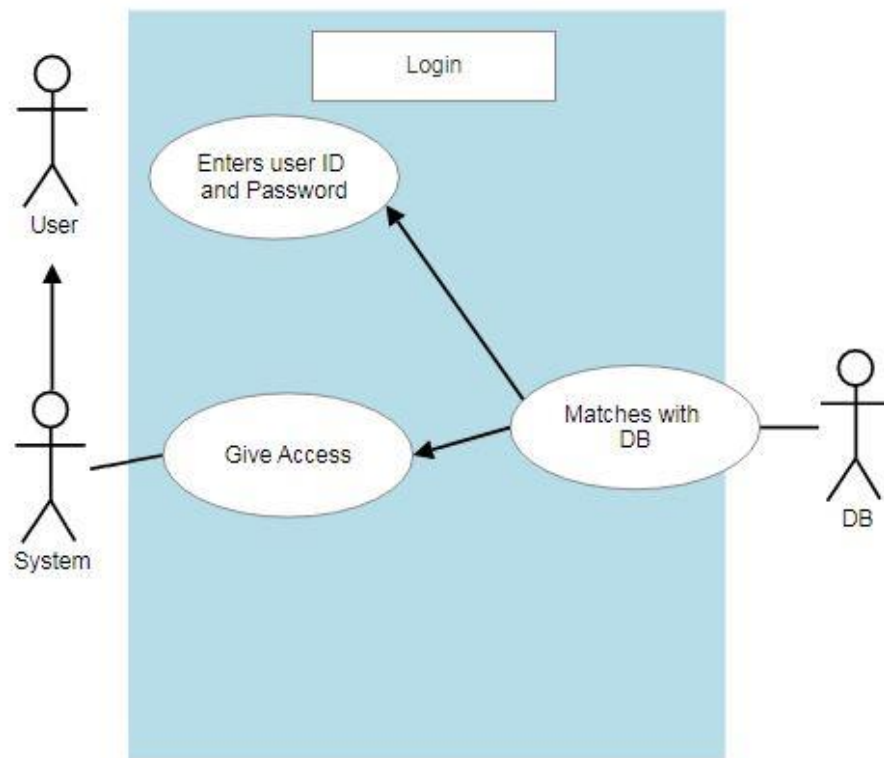 Login
Enters user ID
and Password
User
Matches with
DB
Give Access
DB
System